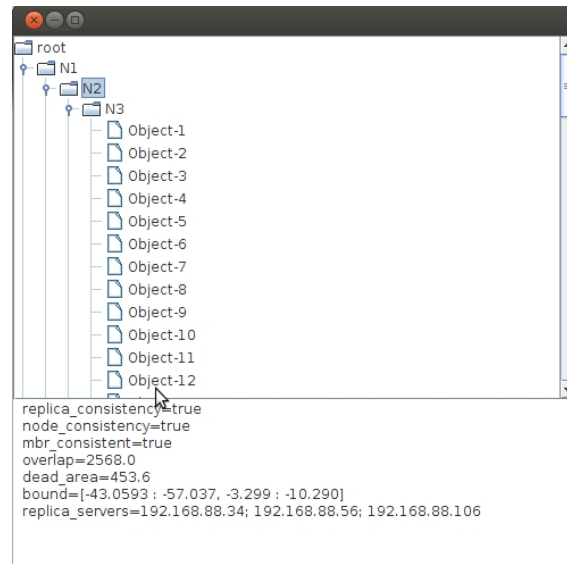 root
N1
N2
N3
Object-1
Object-2
Object-3
Object-4
Object-5
Object-6
Object-7
Object-8
Object-9
Object-10
Object-11
Object-12
replica_consistency=true
node_consistency=true
mbr_consistent=true
overlap=2568.0
dead_area=453.6
bound=[-43.0593 : -57.037, -3.299 : -10.290]
replica_servers=192.168.88.34; 192.168.88.56; 192.168.88.106